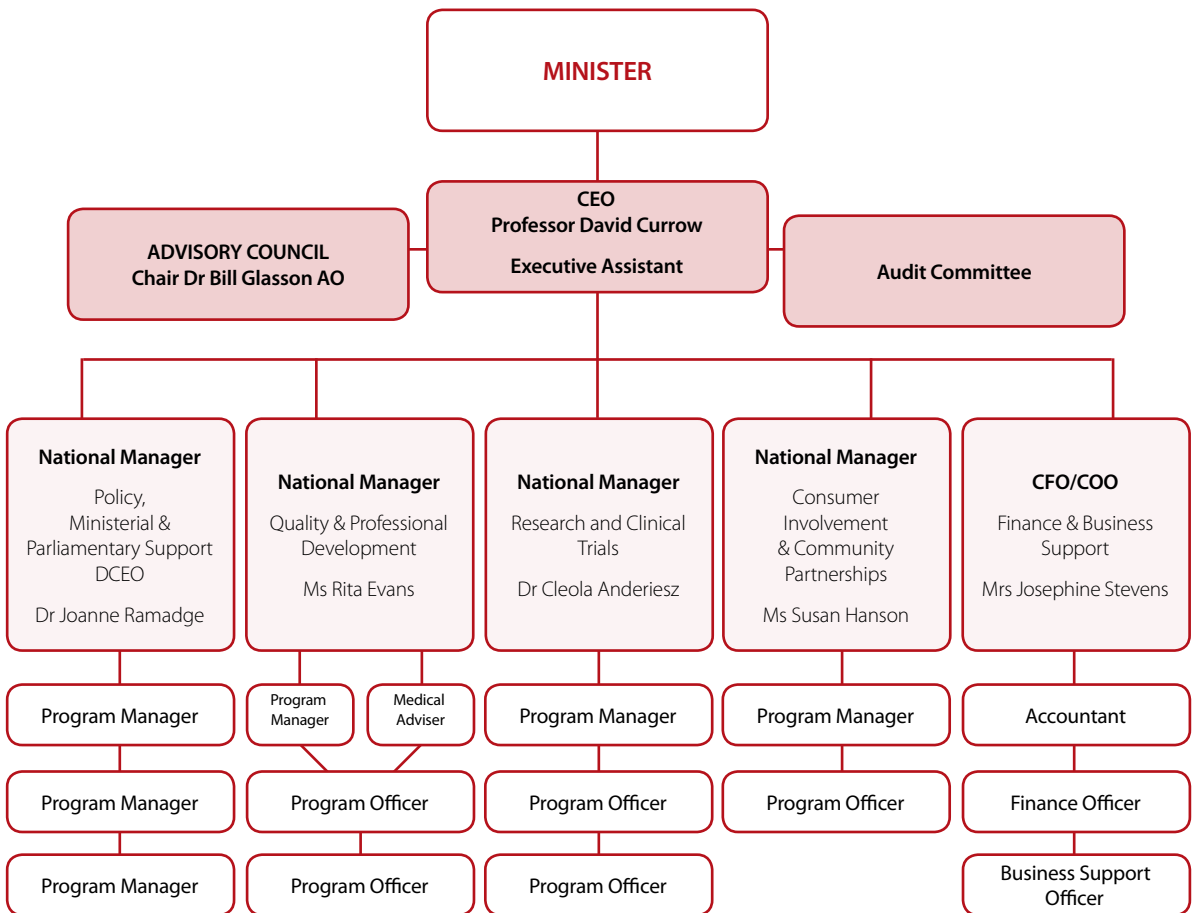 MINISTER
CEO
Professor David Currow
Executive Assistant
ADVISORY COUNCIL
Chair Dr Bill Glasson AO
Audit Committee
National Manager
Policy,
Ministerial &
Parliamentary Support
DCEO
Dr Joanne Ramadge
National Manager
Quality & Professional
Development
Ms Rita Evans
National Manager
Research and Clinical
Trials
Dr Cleola Anderiesz
National Manager
Consumer
Involvement
& Community
Partnerships
Ms Susan Hanson
CFO/COO
Finance & Business
Support
Mrs Josephine Stevens
Program Manager
Program
Manager
Medical
Adviser
Program Manager
Program Manager
Accountant
Program Manager
Program Officer
Program Officer
Program Officer
Finance Officer
Program Manager
Program Officer
Program Officer
Business Support
Officer